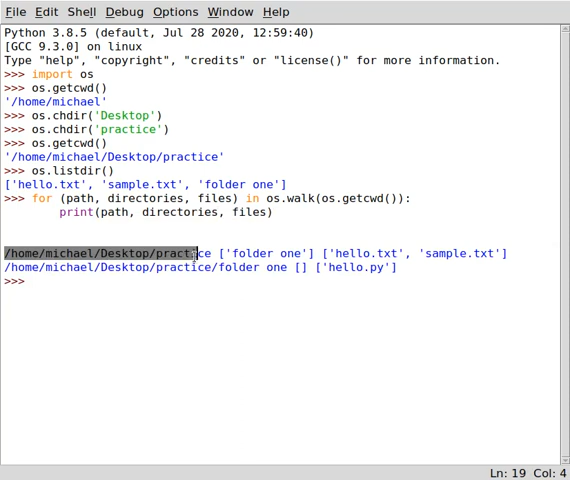 File Edit Shell Debug Options Window Help
Python 3.8.5 (default, Jul 28 2020, 12:59:40)
[GCC 9.3.0] on linux
Type "help", "copyright", "credits" or "license()" for more information.
>>> import os
>>> os.getcwd()
'/home/michael'
>>> os.chdir('Desktop')
>>> os.chdir('practice')
>>> os.getcwd()
'/home/michael/Desktop/practice'
>>> os.listdir()
['hello.txt', 'sample.txt', 'folder one']
>>> for (path, directories, files) in os.walk(os.getcwd()):
        print(path, directories, files)
/home/michael/Desktop/practice ['folder one'] ['hello.txt', 'sample.txt']
/home/michael/Desktop/practice/folder one [] ['hello.py']
>>>
Ln: 19 Col: 4